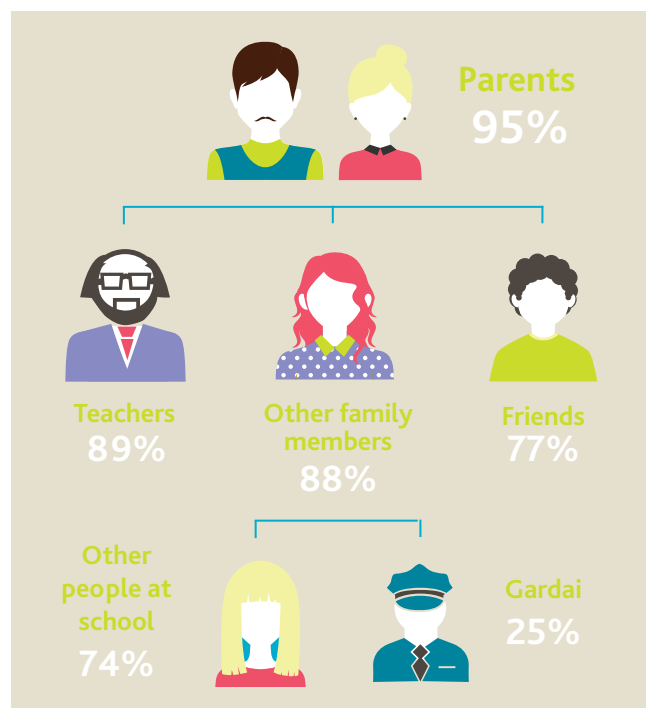 Parents
95%
Teachers
89%
Other family
members
88%
Friends
77%
Other
people at
school
74%
Gardai
25%